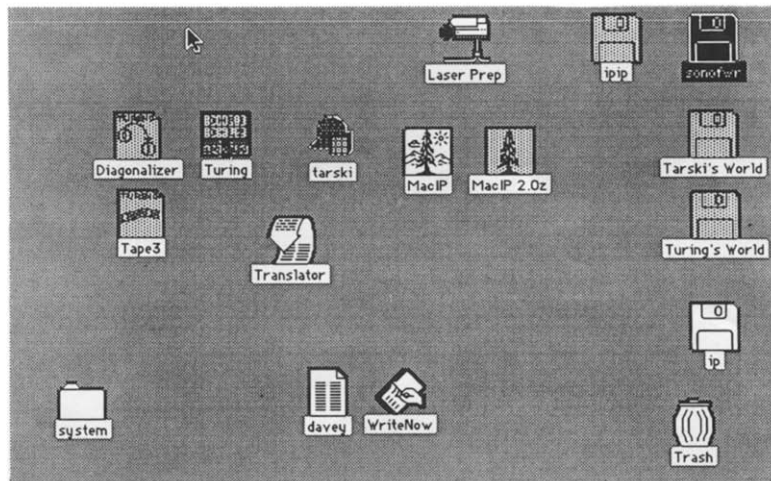 Laser Prep
ipip
sonofwr
Diagonalizer
Turing
tarski
MacIP
MacIP 2.0z
Tarski's World
Tape3
Translator
Turing's World
ip
system
davey
WriteNow
Trash